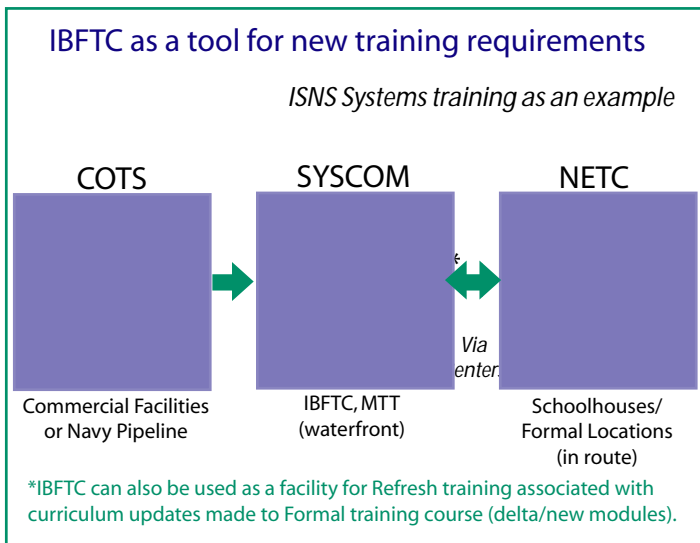 IBFTC as a tool for new training requirements
ISNS Systems training as an example
COTS
SYSCOM
NETC
*
Via
enter
Commercial Facilities
or Navy Pipeline
IBFTC, MTT
(waterfront)
Schoolhouses/
Formal Locations
(in route)
*IBFTC can also be used as a facility for Refresh training associated with
curriculum updates made to Formal training course (delta/new modules).